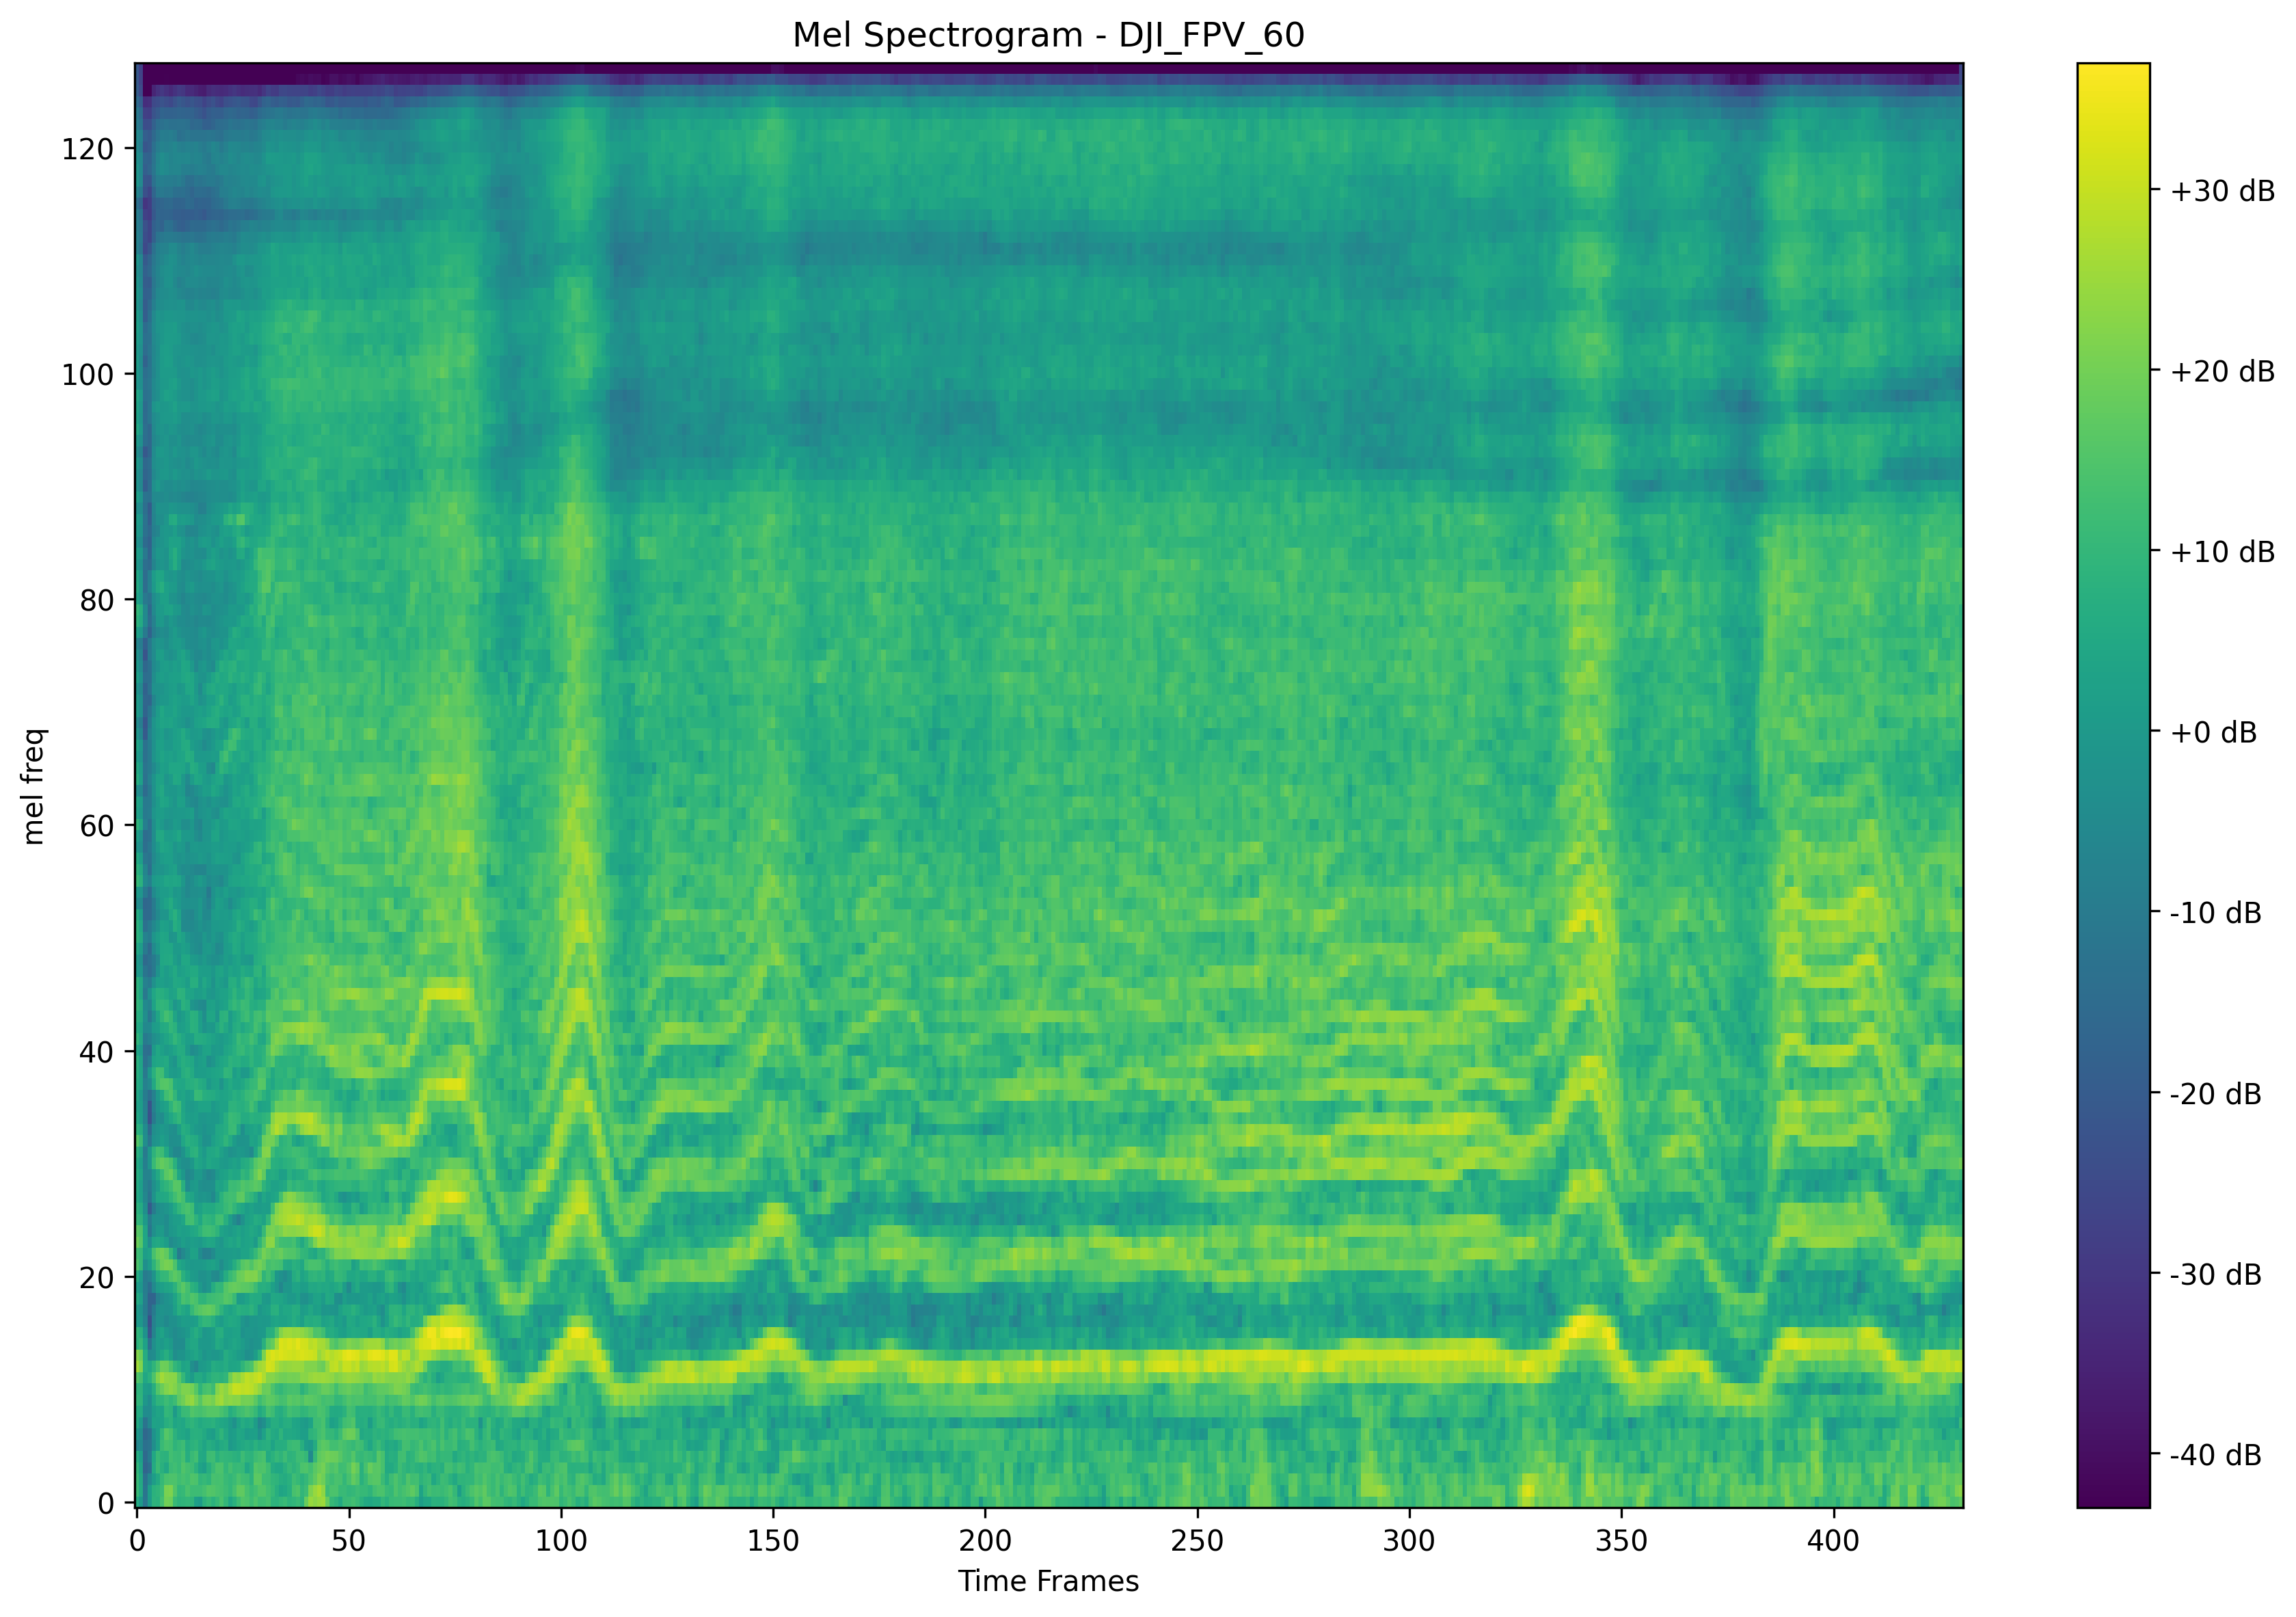 Mel Spectrogram - DJI_FPV_60
120
100
80
60
40
20
0
mel freq
0 50 100 150 200 250 300 350 400
Time Frames
+30 dB
+20 dB
+10 dB
+0 dB
-10 dB
-20 dB
-30 dB
-40 dB